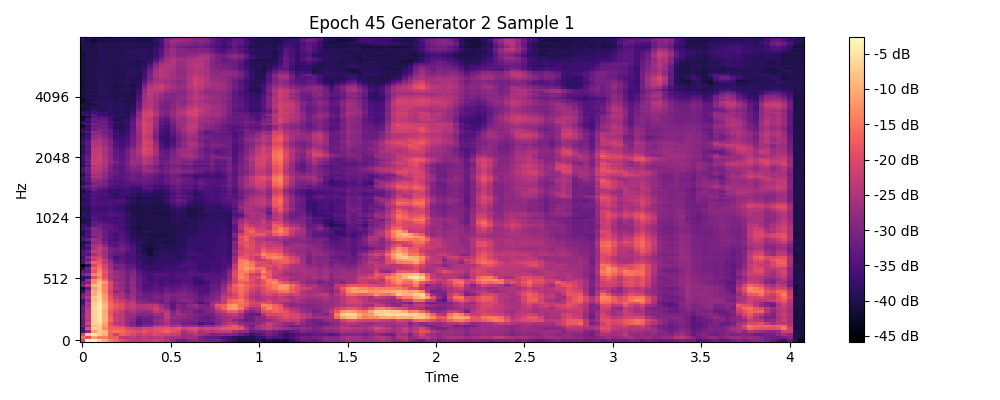 Epoch 45 Generator 2 Sample 1
Hz
4096
2048
1024
512
0
0 0.5 1 1.5 2 2.5 3 3.5 4
Time
-5 dB
-10 dB
-15 dB
-20 dB
-25 dB
-30 dB
-35 dB
-40 dB
-45 dB